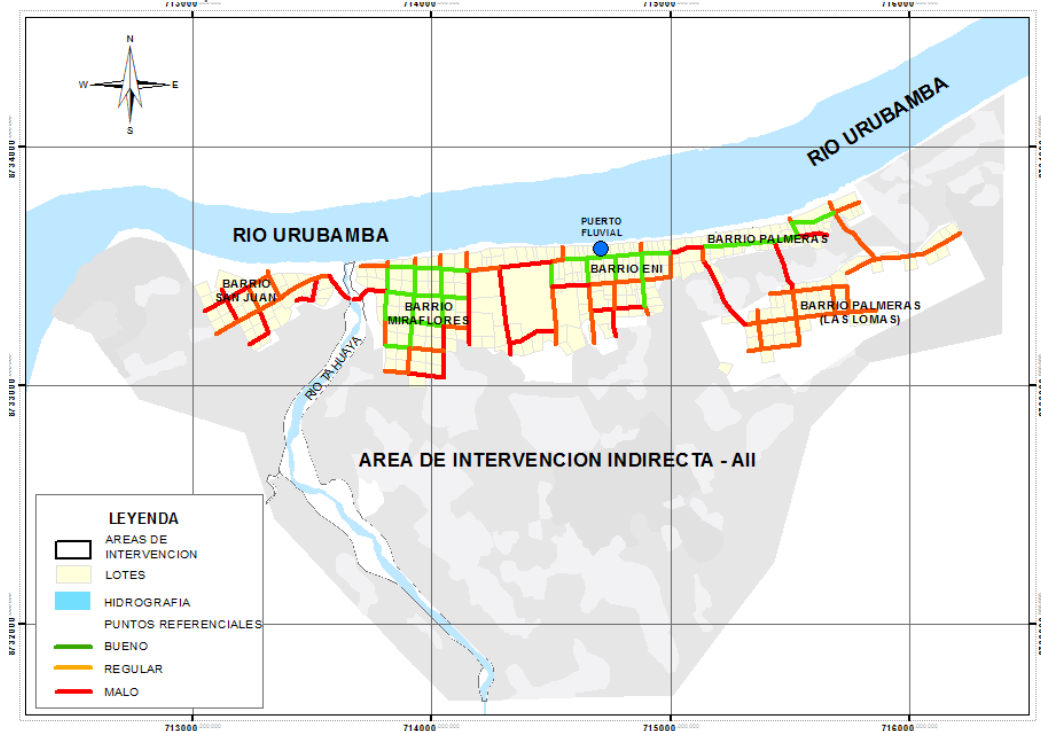 713000
714000
715000
716000
N
W
E
S
RIO URUBAMBA
PUERTO
FLUVIAL
RIO URUBAMBA
BARRIO PALMERAS
BARRIO ENI
BARRIO
SAN JUAN
BARRIO
MIRAFLORES
BARRIO PALMERAS
(LAS LOMAS)
RIO TAHUAYA
AREA DE INTERVENCION INDIRECTA - AII
LEYENDA
AREAS DE
INTERVENCION
LOTES
HIDROGRAFIA
PUNTOS REFERENCIALES
BUENO
REGULAR
MALO
8733000
8732000
713000
714000
715000
716000